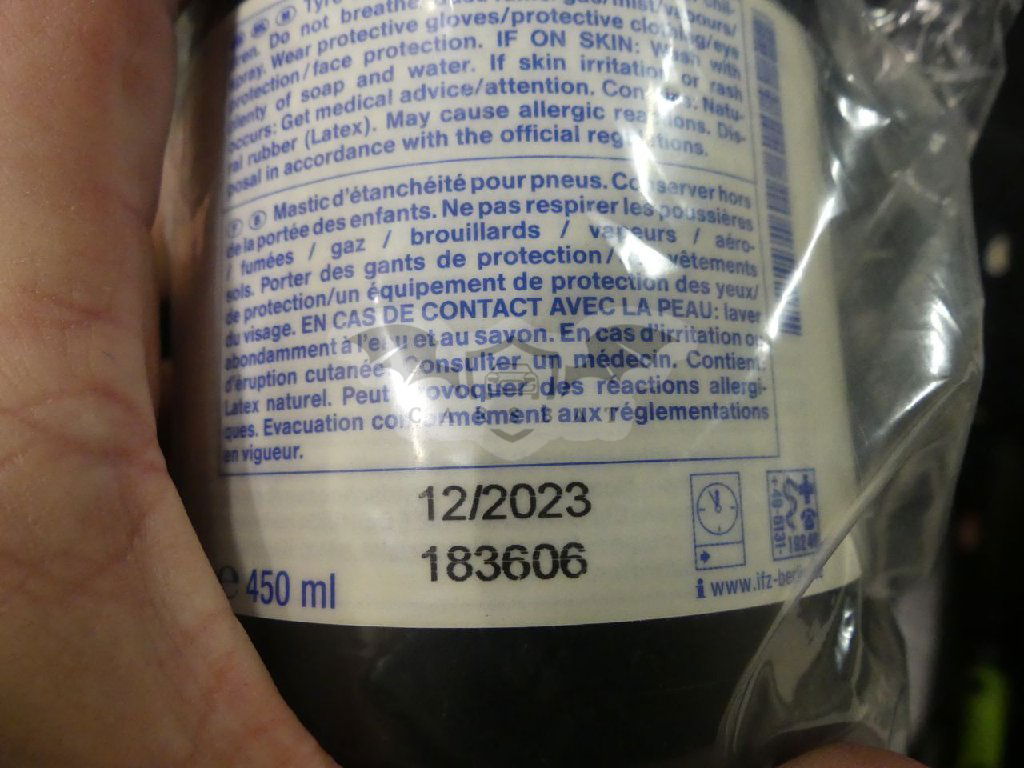 Tyre
ren. Do not breathe
spray. Wear protective gloves/protective clothing/eye
protection/face protection. IF ON SKIN: Wash with
plenty of soap and water. If skin irritation or rash
occurs: Get medical advice/attention. Contains: Natu-
ral rubber (Latex). May cause allergic reactions. Dis-
posal in accordance with the official regulations.
F B Mastic d'étanchéité pour pneus. Conserver hors
de la portée des enfants. Ne pas respirer les poussières
/ fumées / gaz / brouillards / vapeurs / aéro-
sols. Porter des gants de protection/ vêtements
de protection/un équipement de protection des yeux/
du visage. EN CAS DE CONTACT AVEC LA PEAU: laver
abondamment à l'eau et au savon. En cas d'irritation ou
d'éruption cutanée: Consulter un médecin. Contient:
Latex naturel. Peut provoquer des réactions allergi-
ques. Evacuation conformément aux réglementations
en vigueur.
12/2023
183606
e 450 ml
i www.ifz-berlin